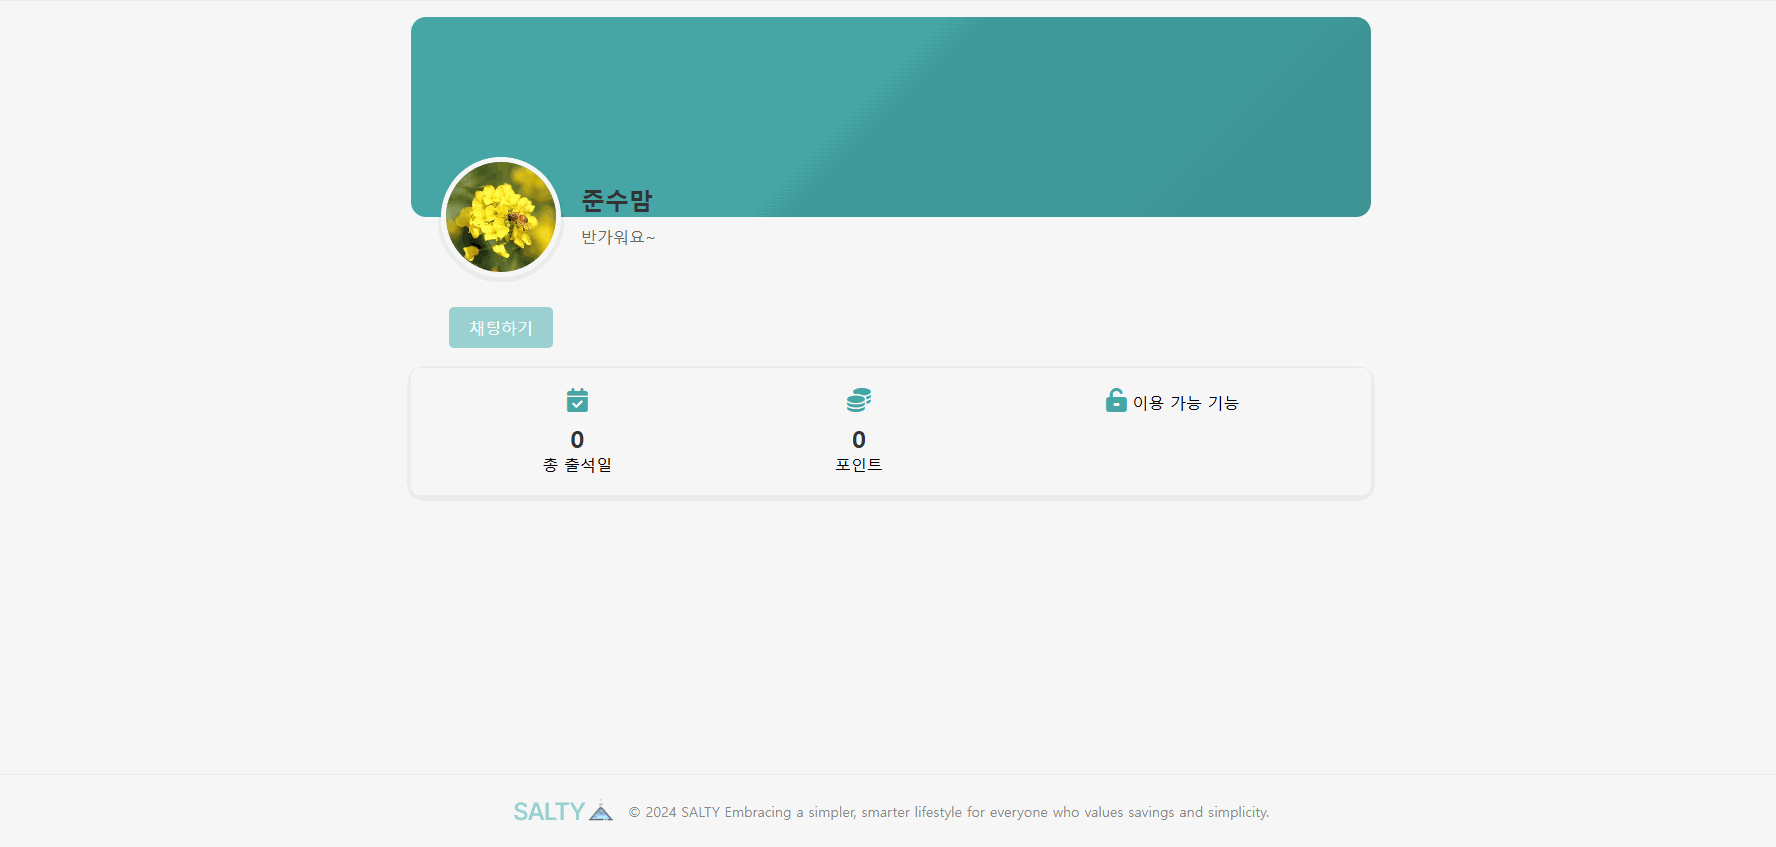 준수맘
반가워요~
채팅하기
0
총 출석일
0
포인트
이용 가능 기능
SALTY © 2024 SALTY Embracing a simpler, smarter lifestyle for everyone who values savings and simplicity.